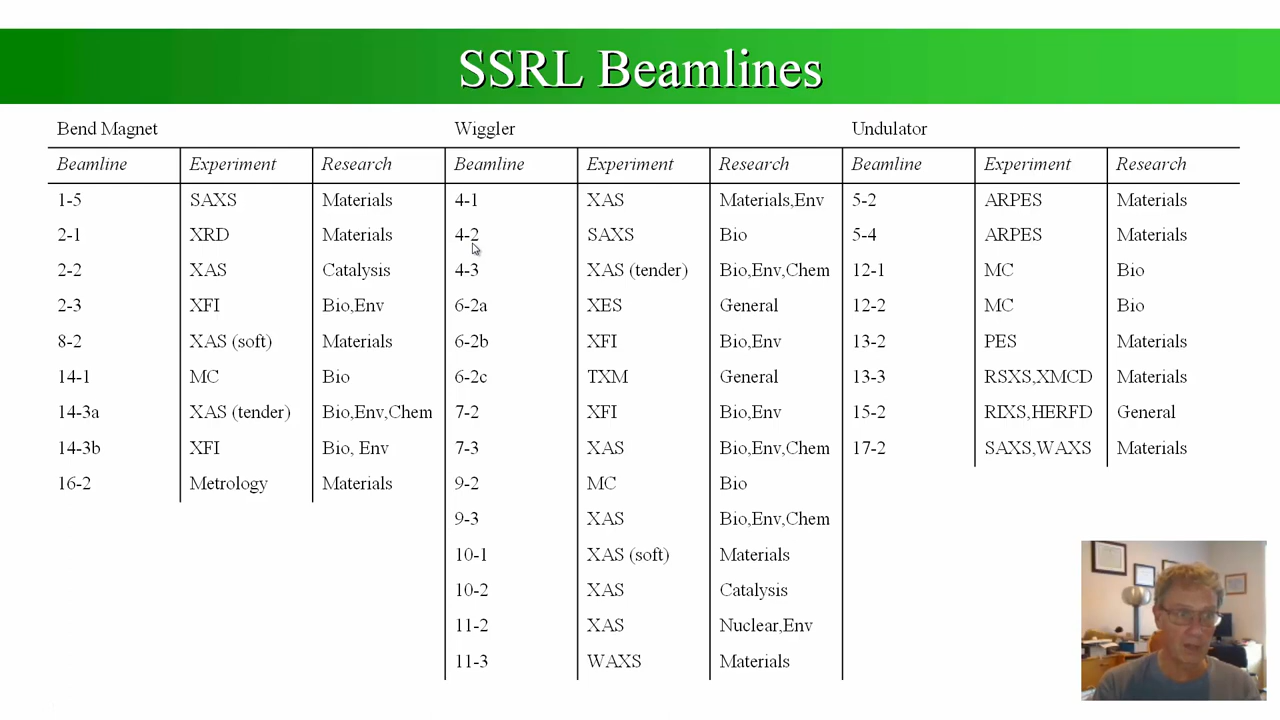 SSRL Beamlines
Bend Magnet Wiggler Undulator
Beamline Experiment Research Beamline Experiment Research Beamline Experiment Research
1-5 SAXS Materials 4-1 XAS Materials,Env 5-2 ARPES Materials
2-1 XRD Materials 4-2 SAXS Bio 5-4 ARPES Materials
2-2 XAS Catalysis 4-3 XAS (tender) Bio,Env,Chem 12-1 MC Bio
2-3 XFI Bio,Env 6-2a XES General 12-2 MC Bio
8-2 XAS (soft) Materials 6-2b XFI Bio,Env 13-2 PES Materials
14-1 MC Bio 6-2c TXM General 13-3 RSXS,XMCD Materials
14-3a XAS (tender) Bio,Env,Chem 7-2 XFI Bio,Env 15-2 RIXS,HERFD General
14-3b XFI Bio, Env 7-3 XAS Bio,Env,Chem 17-2 SAXS,WAXS Materials
16-2 Metrology Materials 9-2 MC Bio
9-3 XAS Bio,Env,Chem
10-1 XAS (soft) Materials
10-2 XAS Catalysis
11-2 XAS Nuclear,Env
11-3 WAXS Materials